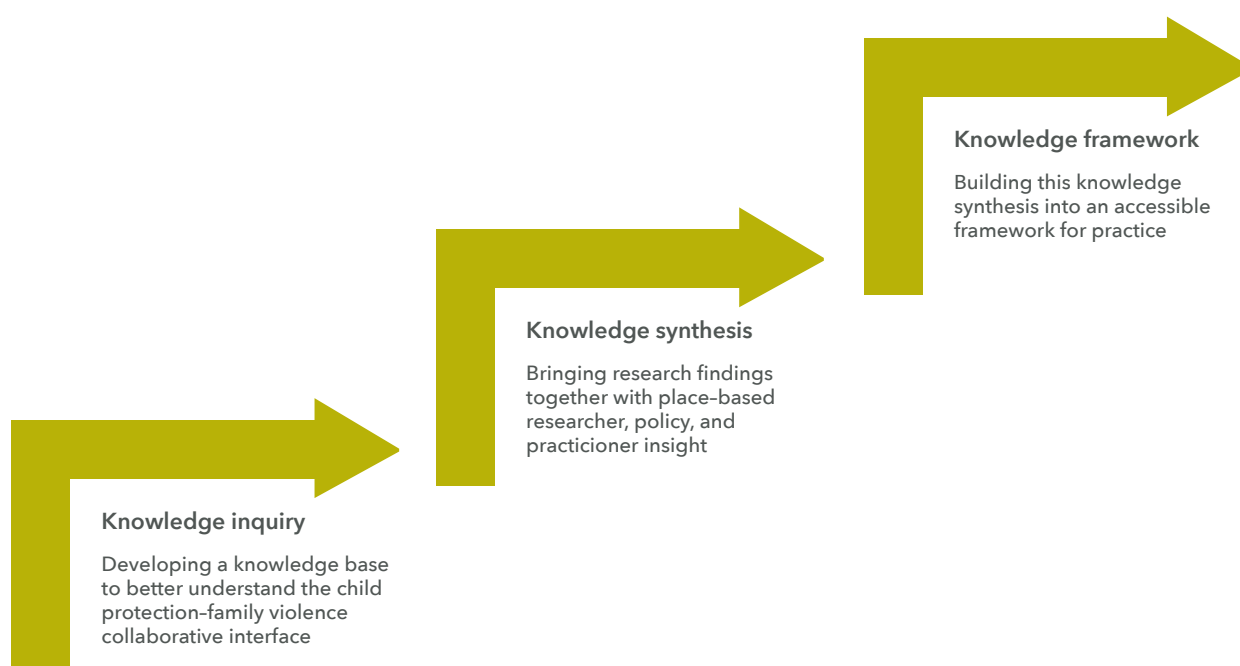 Knowledge framework
Building this knowledge
synthesis into an accessible
framework for practice
Knowledge synthesis
Bringing research findings
together with place–based
researcher, policy, and
practicioner insight
Knowledge inquiry
Developing a knowledge base
to better understand the child
protection–family violence
collaborative interface